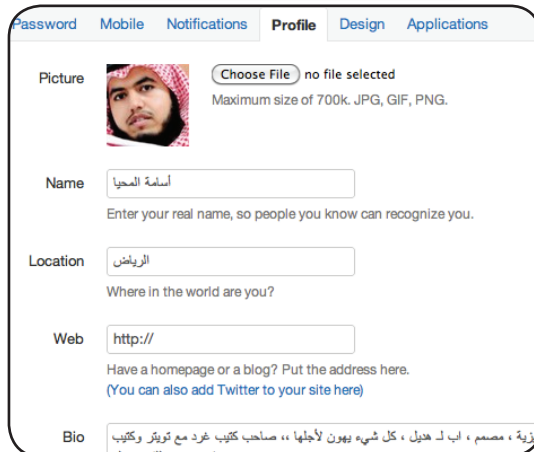 Password Mobile Notifications Profile Design Applications
Picture
Choose File no file selected
Maximum size of 700k. JPG, GIF, PNG.
Name
أسامة المحيا
Enter your real name, so people you know can recognize you.
Location
الرياض
Where in the world are you?
Web
http://
Have a homepage or a blog? Put the address here.
(You can also add Twitter to your site here)
Bio
، مصمم ، اب لـ هديل ، كل شيء يهون لأجلها ،، صاحب كتيب غرد مع تويتر وكتيب